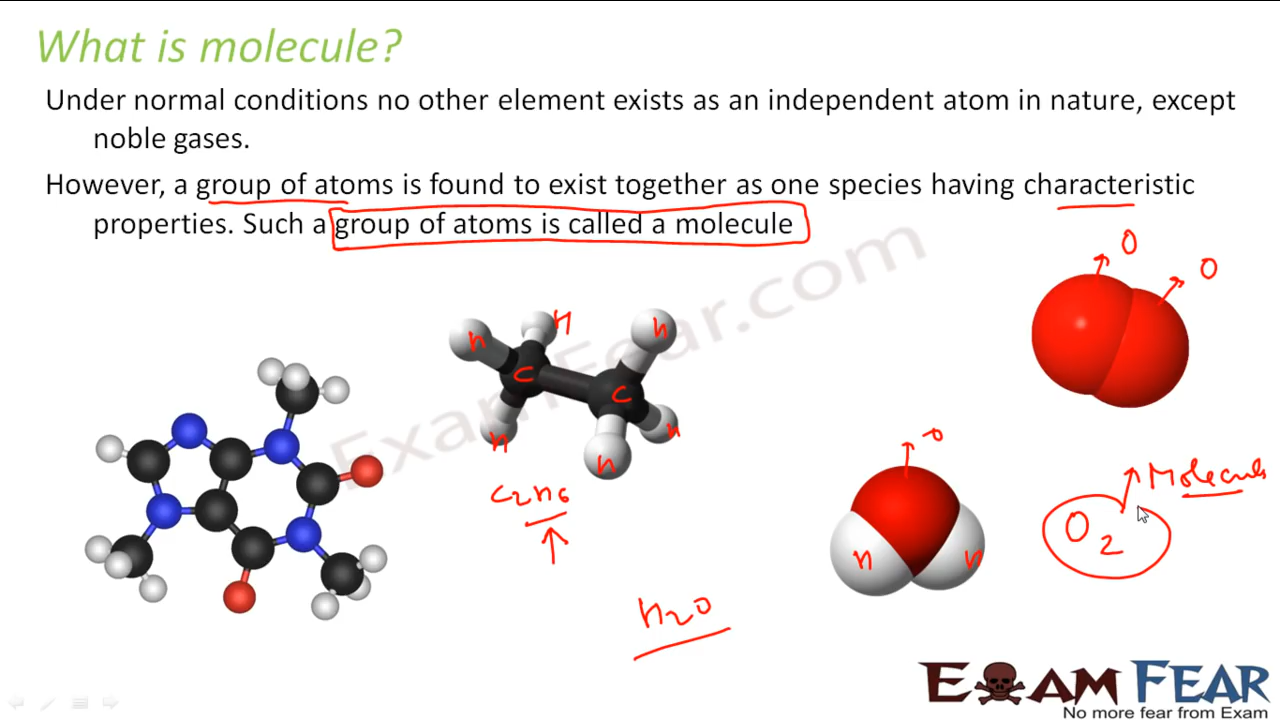 What is molecule?
Under normal conditions no other element exists as an independent atom in nature, except
noble gases.
However, a group of atoms is found to exist together as one species having characteristic
properties. Such a group of atoms is called a molecule
ExamFear.com
O
O
H
h
h
C
C
h
h
h
C2h6
O
h
h
Molecule
O2
h2O
EXAM FEAR
No more fear from Exam